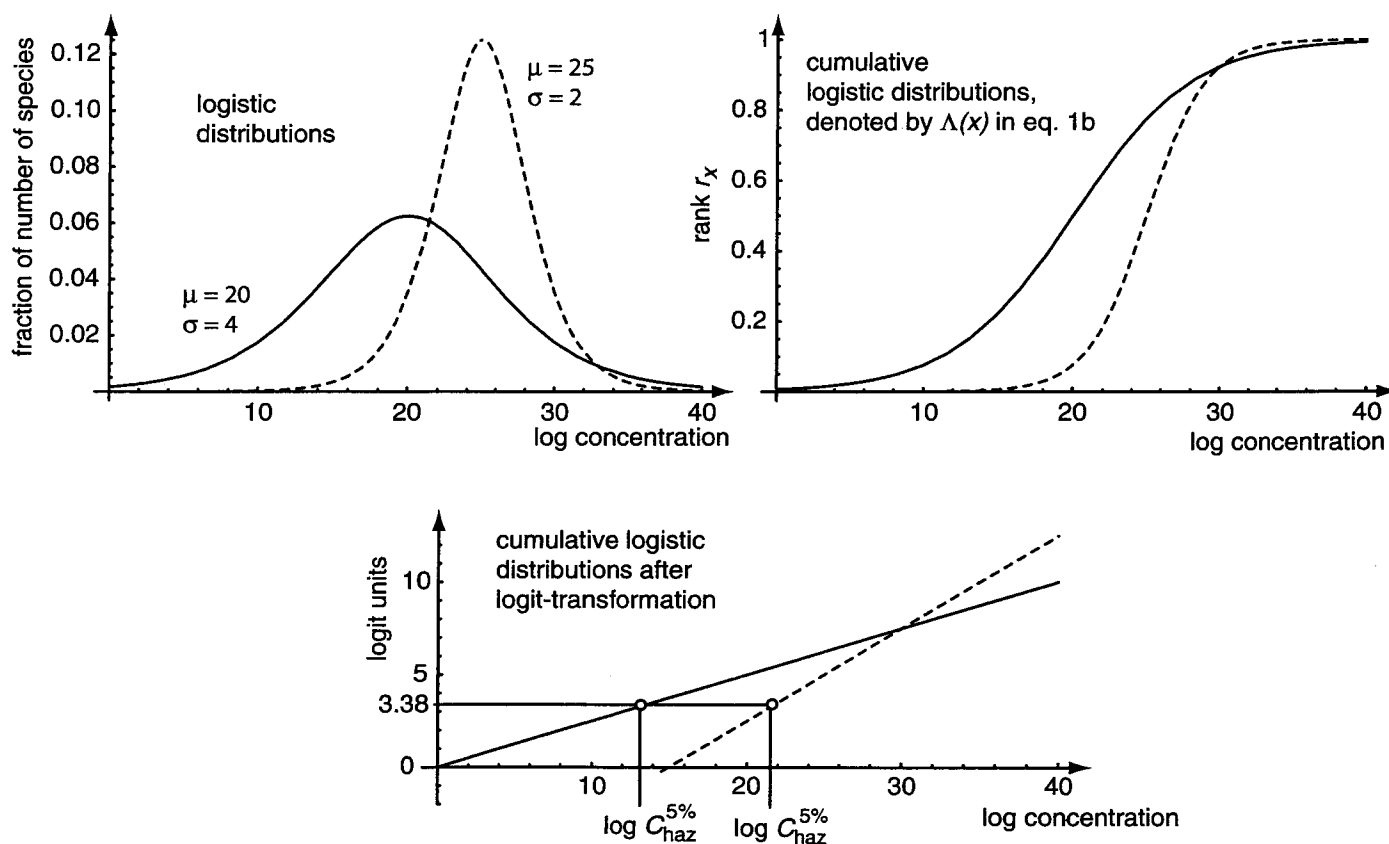 fraction of number of species
0.12
0.10
0.08
0.06
0.04
0.02
logistic
distributions
μ = 25
σ = 2
μ = 20
σ = 4
10
20
30
40
log concentration
rank r_x
1
0.8
0.6
0.4
0.2
cumulative
logistic distributions,
denoted by Λ(x) in eq. 1b
10
20
30
40
log concentration
logit units
10
5
3.38
0
cumulative logistic
distributions after
logit-transformation
10
20
30
40
log C_haz^5%
log C_haz^5%
log concentration